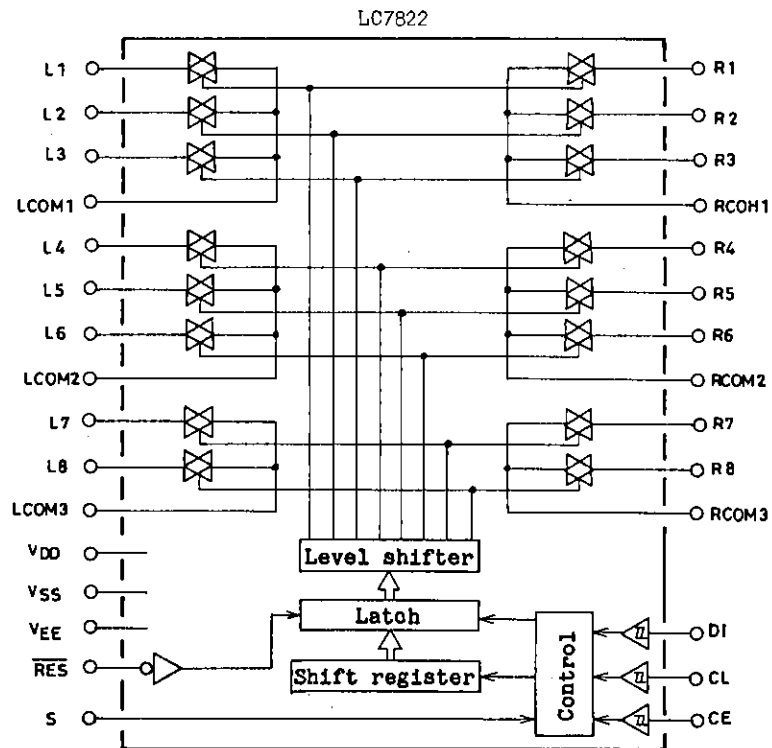 LC7822
L1 R1
L2 R2
L3 R3
LCOM1 RCOH1
L4 R4
L5 R5
L6 R6
LCOM2 RCOM2
L7 R7
L8 R8
LCOM3 RCOM3
VDD
Level shifter
VSS
Latch
VEE DI
RES
Shift register
Control
CL
S CE